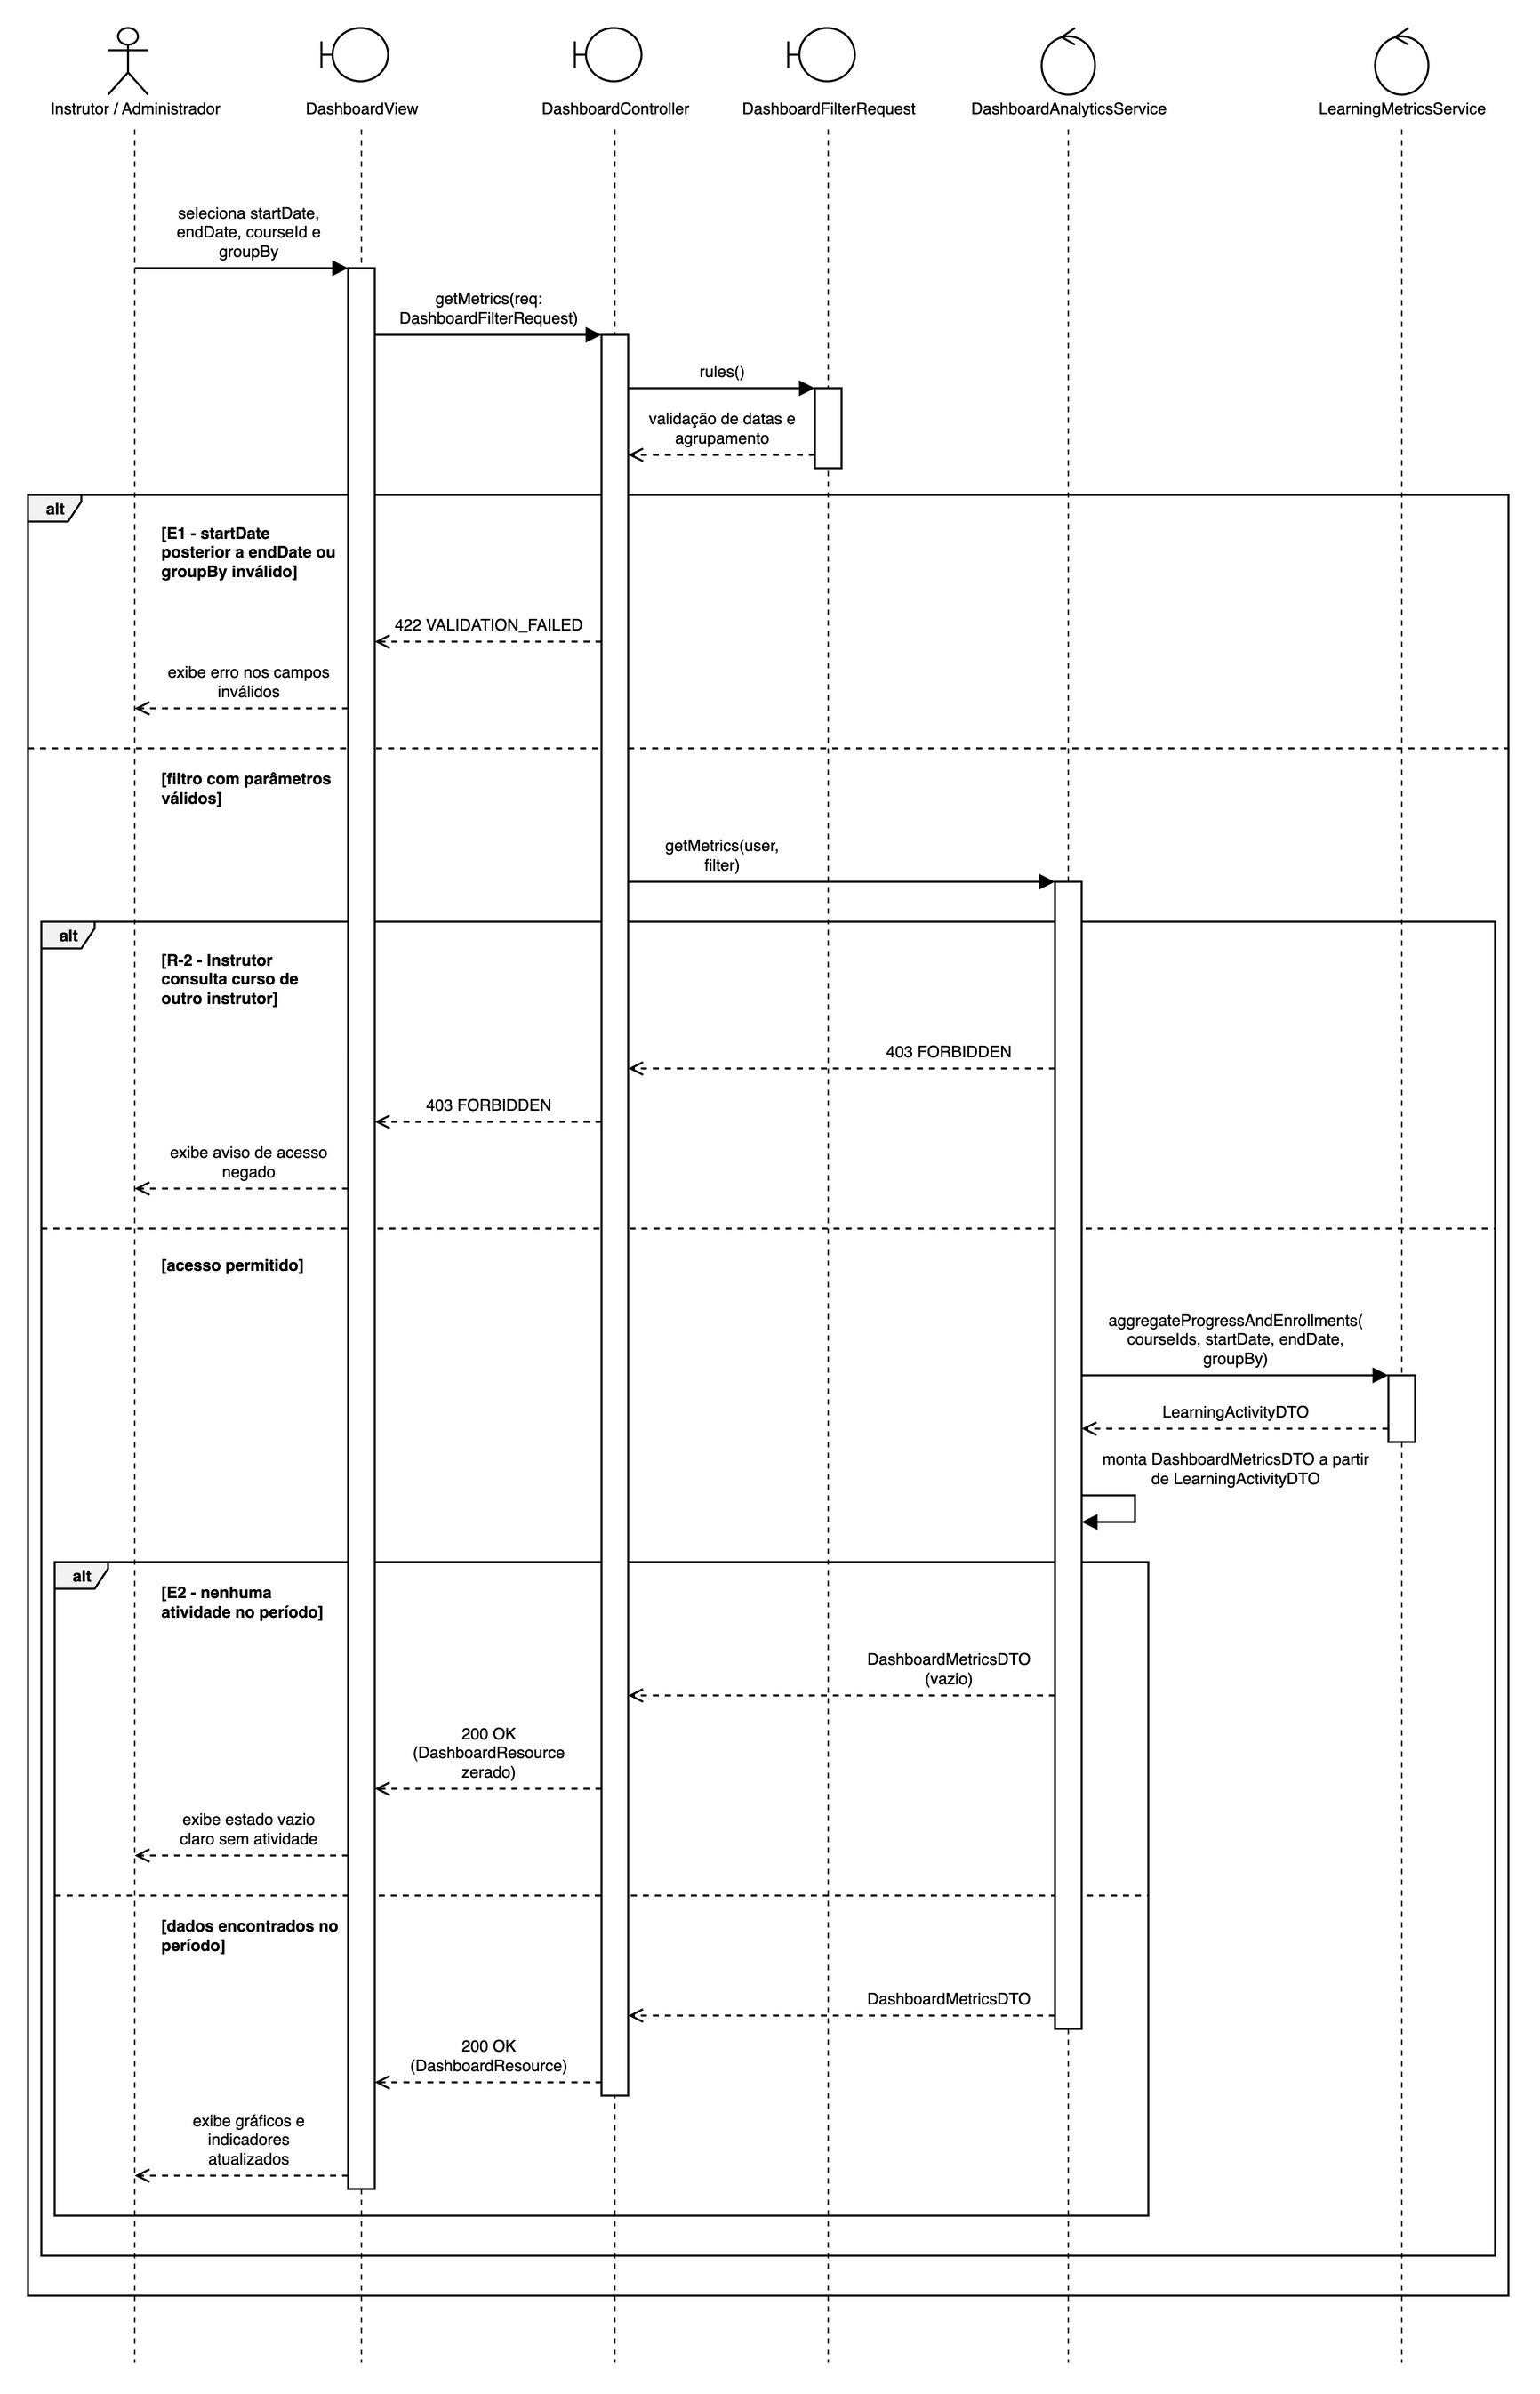 Instrutor / Administrador
DashboardView
DashboardController
DashboardFilterRequest
DashboardAnalyticsService
LearningMetricsService
seleciona startDate,
endDate, courseId e
groupBy
getMetrics(req:
DashboardFilterRequest)
rules()
validação de datas e
agrupamento
alt
[E1 - startDate
posterior a endDate ou
groupBy inválido]
422 VALIDATION_FAILED
exibe erro nos campos
inválidos
[filtro com parâmetros
válidos]
getMetrics(user,
filter)
alt
[R-2 - Instrutor
consulta curso de
outro instrutor]
403 FORBIDDEN
403 FORBIDDEN
exibe aviso de acesso
negado
[acesso permitido]
aggregateProgressAndEnrollments(
courseIds, startDate, endDate,
groupBy)
LearningActivityDTO
monta DashboardMetricsDTO a partir
de LearningActivityDTO
alt
[E2 - nenhuma
atividade no período]
DashboardMetricsDTO
(vazio)
200 OK
(DashboardResource
zerado)
exibe estado vazio
claro sem atividade
[dados encontrados no
período]
DashboardMetricsDTO
200 OK
(DashboardResource)
exibe gráficos e
indicadores
atualizados